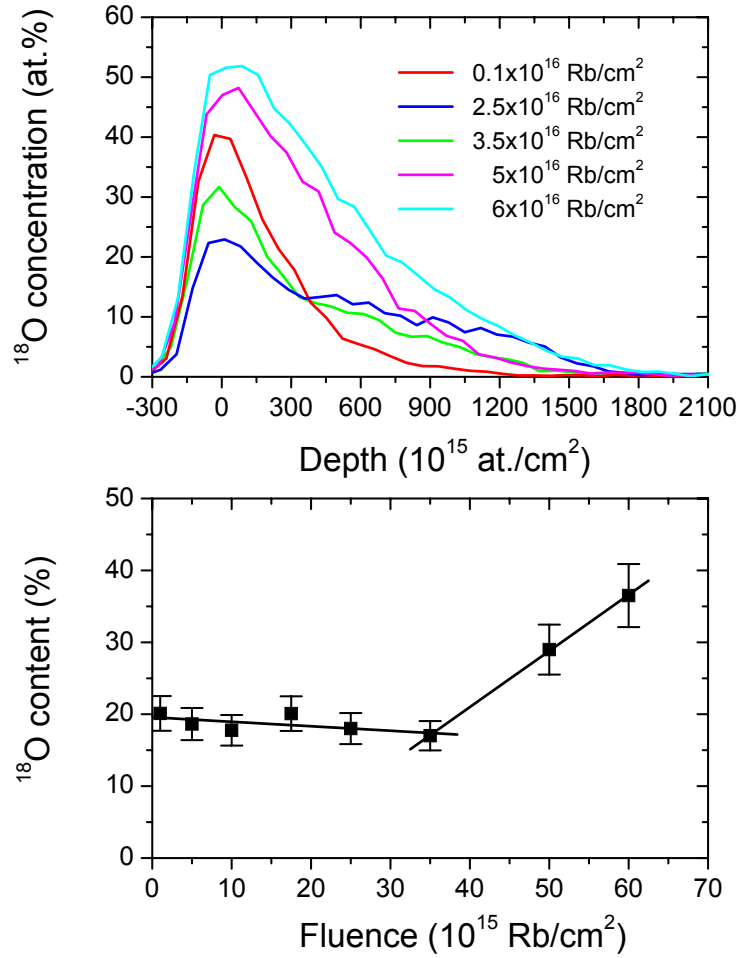 60
50
40
30
20
10
0
¹⁸O concentration (at.%)
0.1x10¹⁶ Rb/cm²
2.5x10¹⁶ Rb/cm²
3.5x10¹⁶ Rb/cm²
5x10¹⁶ Rb/cm²
6x10¹⁶ Rb/cm²
-300 0 300 600 900 1200 1500 1800 2100
Depth (10¹⁵ at./cm²)
50
40
30
20
10
0
¹⁸O content (%)
0 10 20 30 40 50 60 70
Fluence (10¹⁵ Rb/cm²)